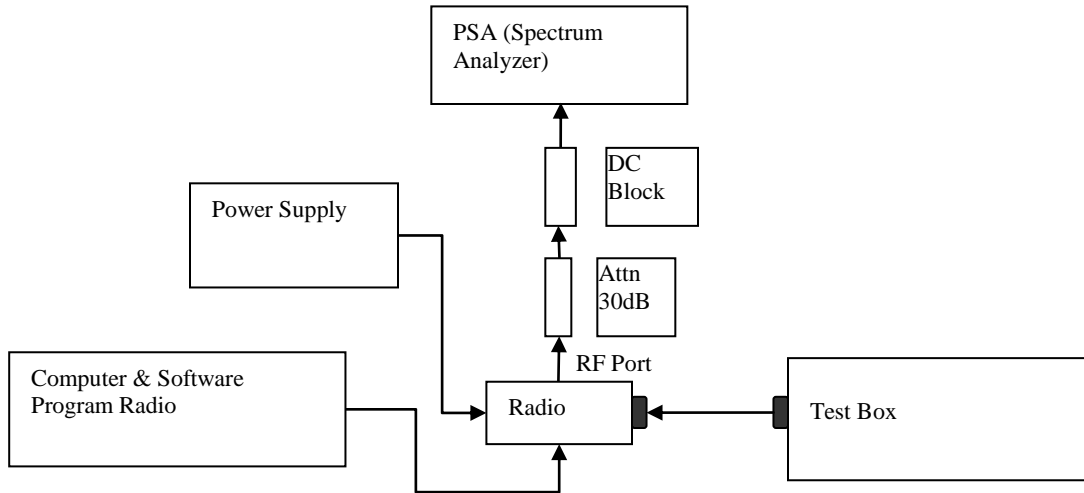 PSA (Spectrum
Analyzer)
DC
Block
Power Supply
Attn
30dB
RF Port
Computer & Software
Program Radio
Radio
Test Box